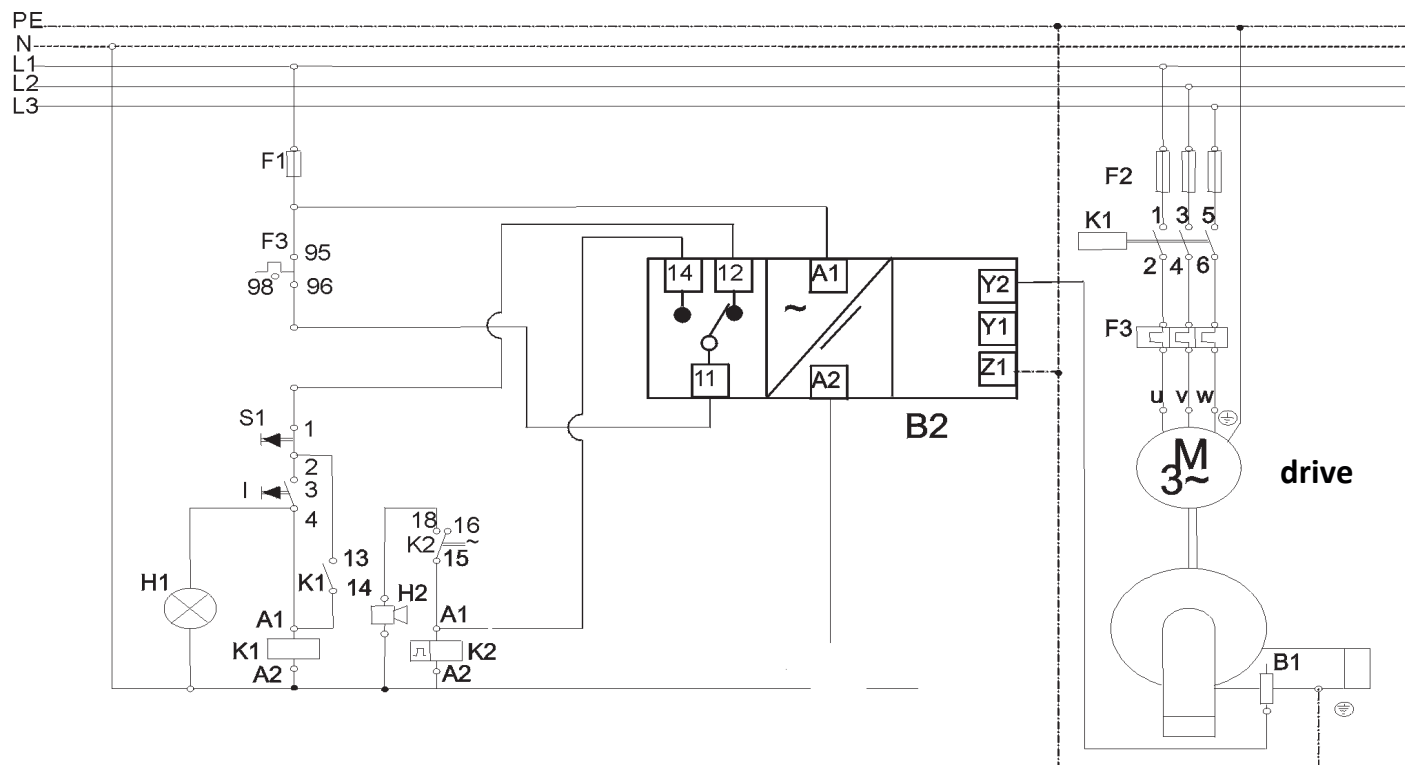 PE
N
L1
L2
L3
F1
F2
K1
1 3 5
F3 95
14 12
A1
~
Y2
2 4 6
98 96
Y1
F3
11
A2
Z1
u v w
S1
1
B2
2
M
3~
drive
I
3
4
18 16
K2
~
15
13
H1
K1 14
H2
A1
A1
K1
K2
A2
A2
B1